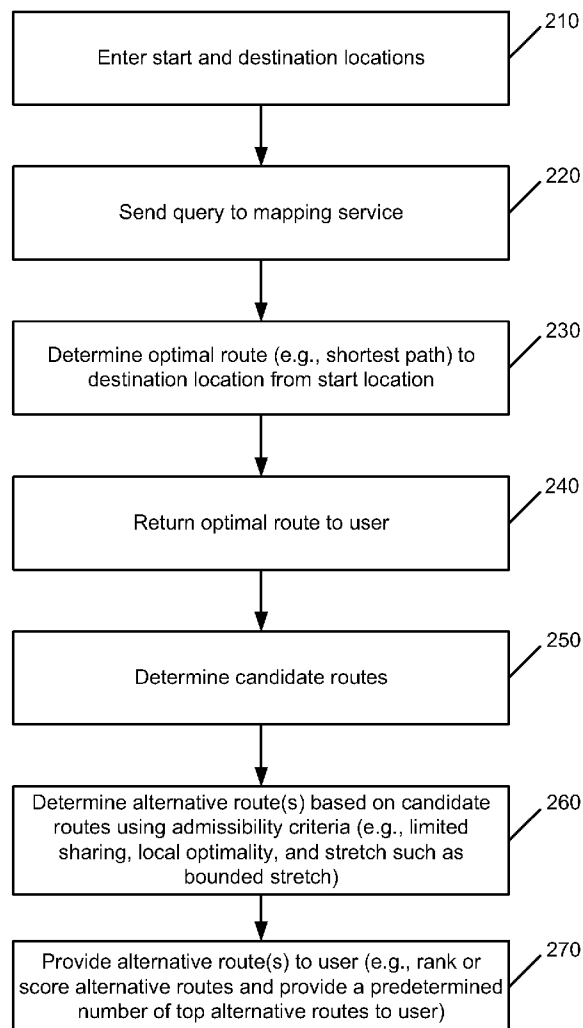 210
Enter start and destination locations
220
Send query to mapping service
230
Determine optimal route (e.g., shortest path) to
destination location from start location
240
Return optimal route to user
250
Determine candidate routes
260
Determine alternative route(s) based on candidate
routes using admissibility criteria (e.g., limited
sharing, local optimality, and stretch such as
bounded stretch)
270
Provide alternative route(s) to user (e.g., rank or
score alternative routes and provide a predetermined
number of top alternative routes to user)